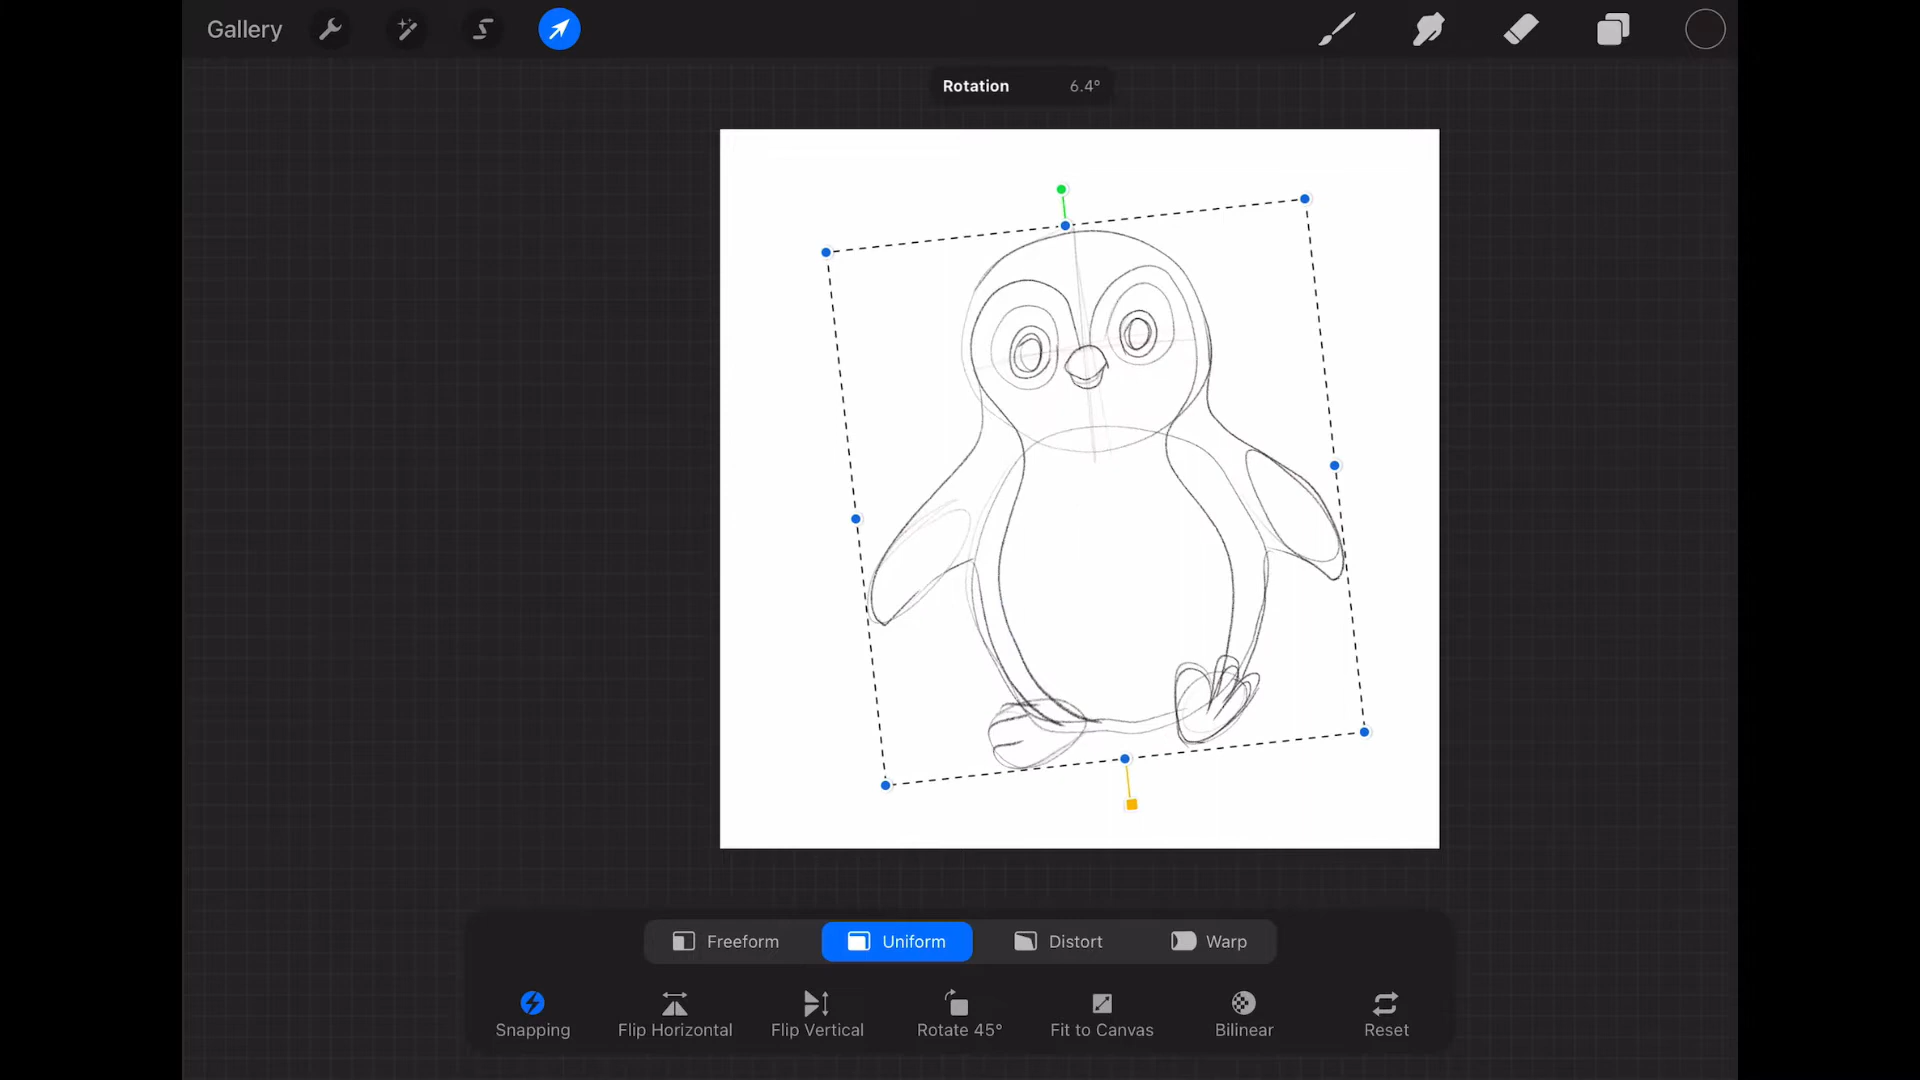 Gallery
Rotation 6.4°
Freeform Uniform Distort Warp
Snapping Flip Horizontal Flip Vertical Rotate 45° Fit to Canvas Bilinear Reset